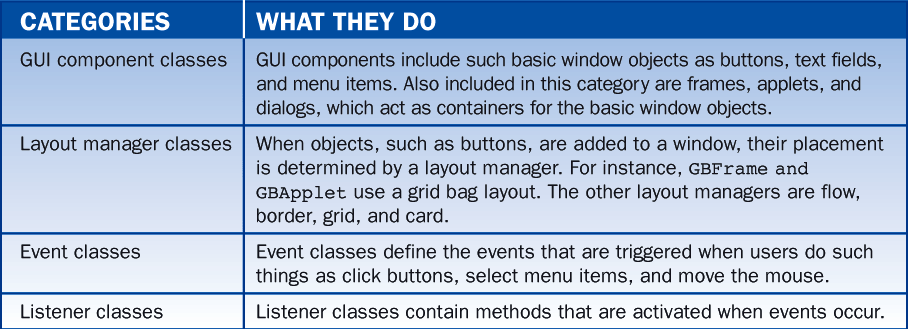 CATEGORIES WHAT THEY DO
GUI component classes GUI components include such basic window objects as buttons, text fields,
and menu items. Also included in this category are frames, applets, and
dialogs, which act as containers for the basic window objects.
Layout manager classes When objects, such as buttons, are added to a window, their placement
is determined by a layout manager. For instance, GBFrame and
GBApplet use a grid bag layout. The other layout managers are flow,
border, grid, and card.
Event classes Event classes define the events that are triggered when users do such
things as click buttons, select menu items, and move the mouse.
Listener classes Listener classes contain methods that are activated when events occur.